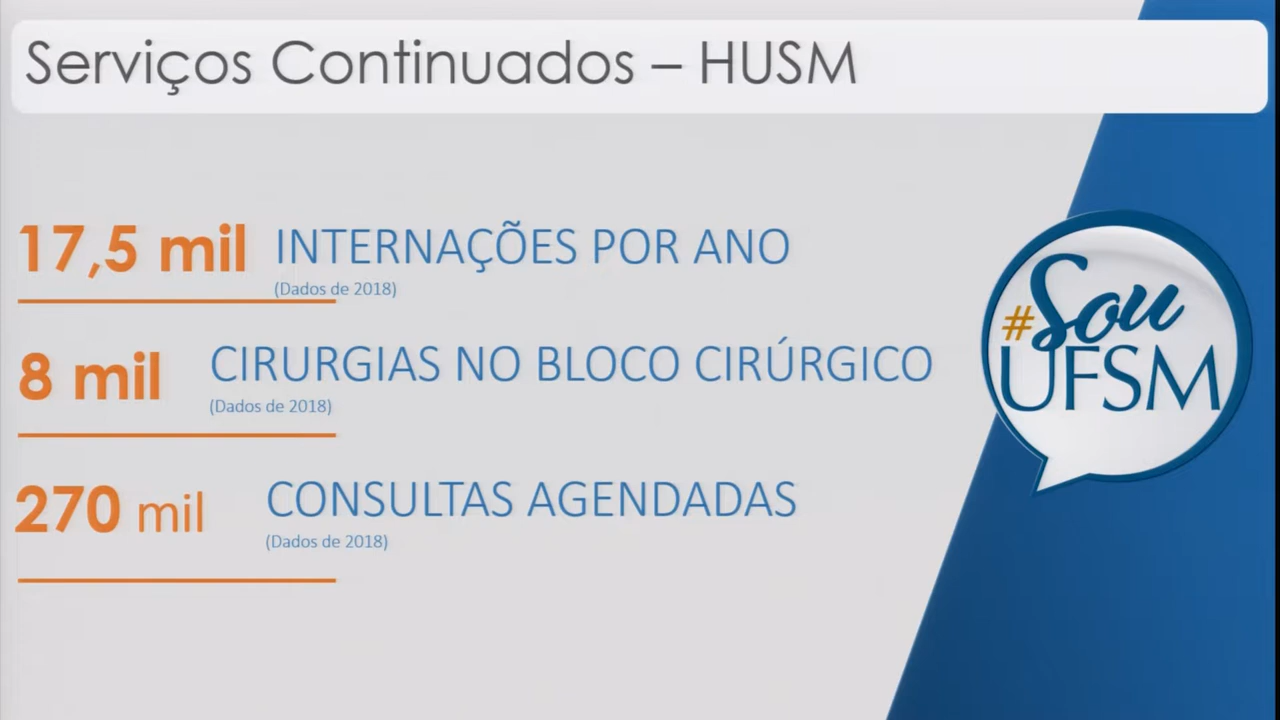 Serviços Continuados – HUSM
17,5 mil INTERNAÇÕES POR ANO
(Dados de 2018)
8 mil CIRURGIAS NO BLOCO CIRÚRGICO
(Dados de 2018)
270 mil CONSULTAS AGENDADAS
(Dados de 2018)
#Sou
UFSM